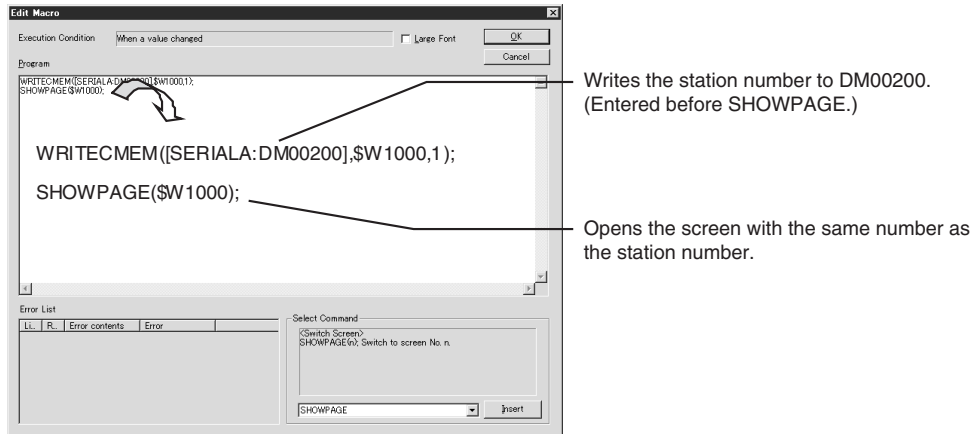 Edit Macro
Execution Condition When a value changed Large Font OK
Cancel
Program
WRITECMEM([SERIALA:DM00200],$W1000,1);
SHOWPAGE($W1000);
WRITECMEM([SERIALA:DM00200],$W1000,1);
SHOWPAGE($W1000);
Writes the station number to DM00200.
(Entered before SHOWPAGE.)
Opens the screen with the same number as
the station number.
Error List
Li.. R.. Error contents Error
Select Command
<Switch Screen>
SHOWPAGE(n); Switch to screen No. n.
SHOWPAGE Insert